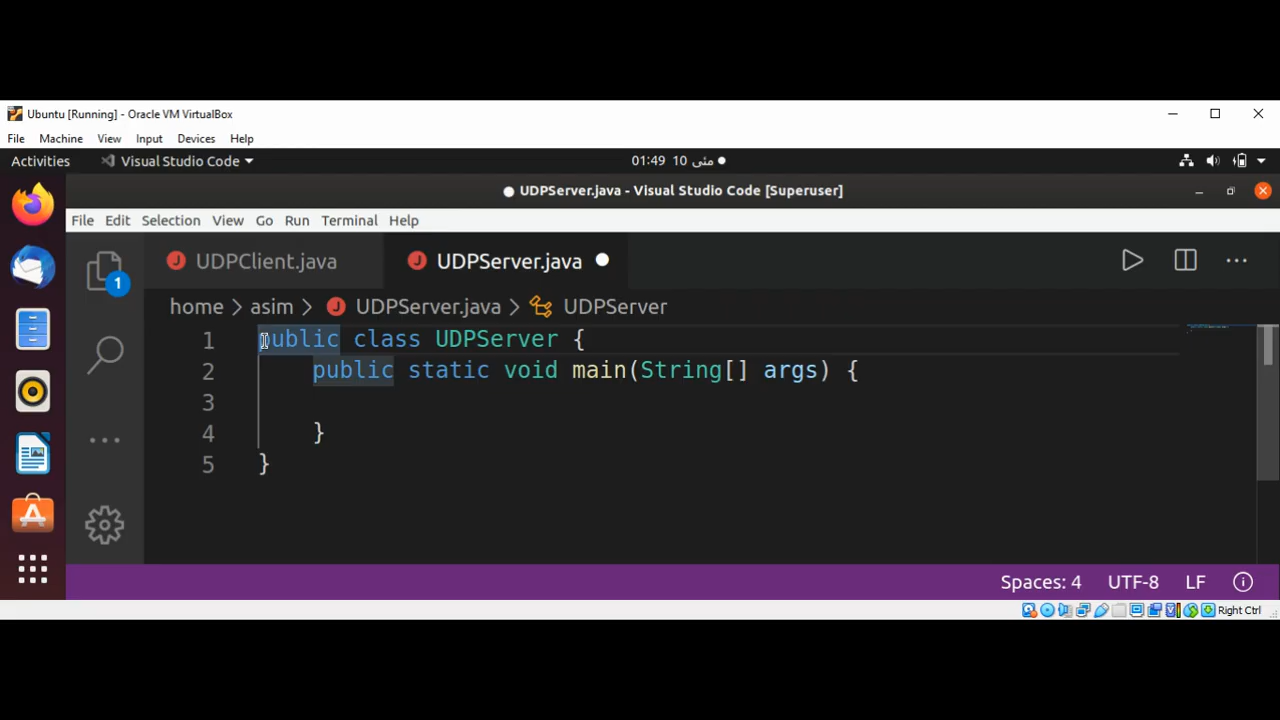 Ubuntu [Running] - Oracle VM VirtualBox
File Machine View Input Devices Help
Activities Visual Studio Code 01:49 10 مئی
UDPServer.java - Visual Studio Code [Superuser]
File Edit Selection View Go Run Terminal Help
1 UDPClient.java UDPServer.java
home > asim > UDPServer.java > UDPServer
1 public class UDPServer {
2 public static void main(String[] args) {
3
4 }
5 }
Spaces: 4 UTF-8 LF
Right Ctrl